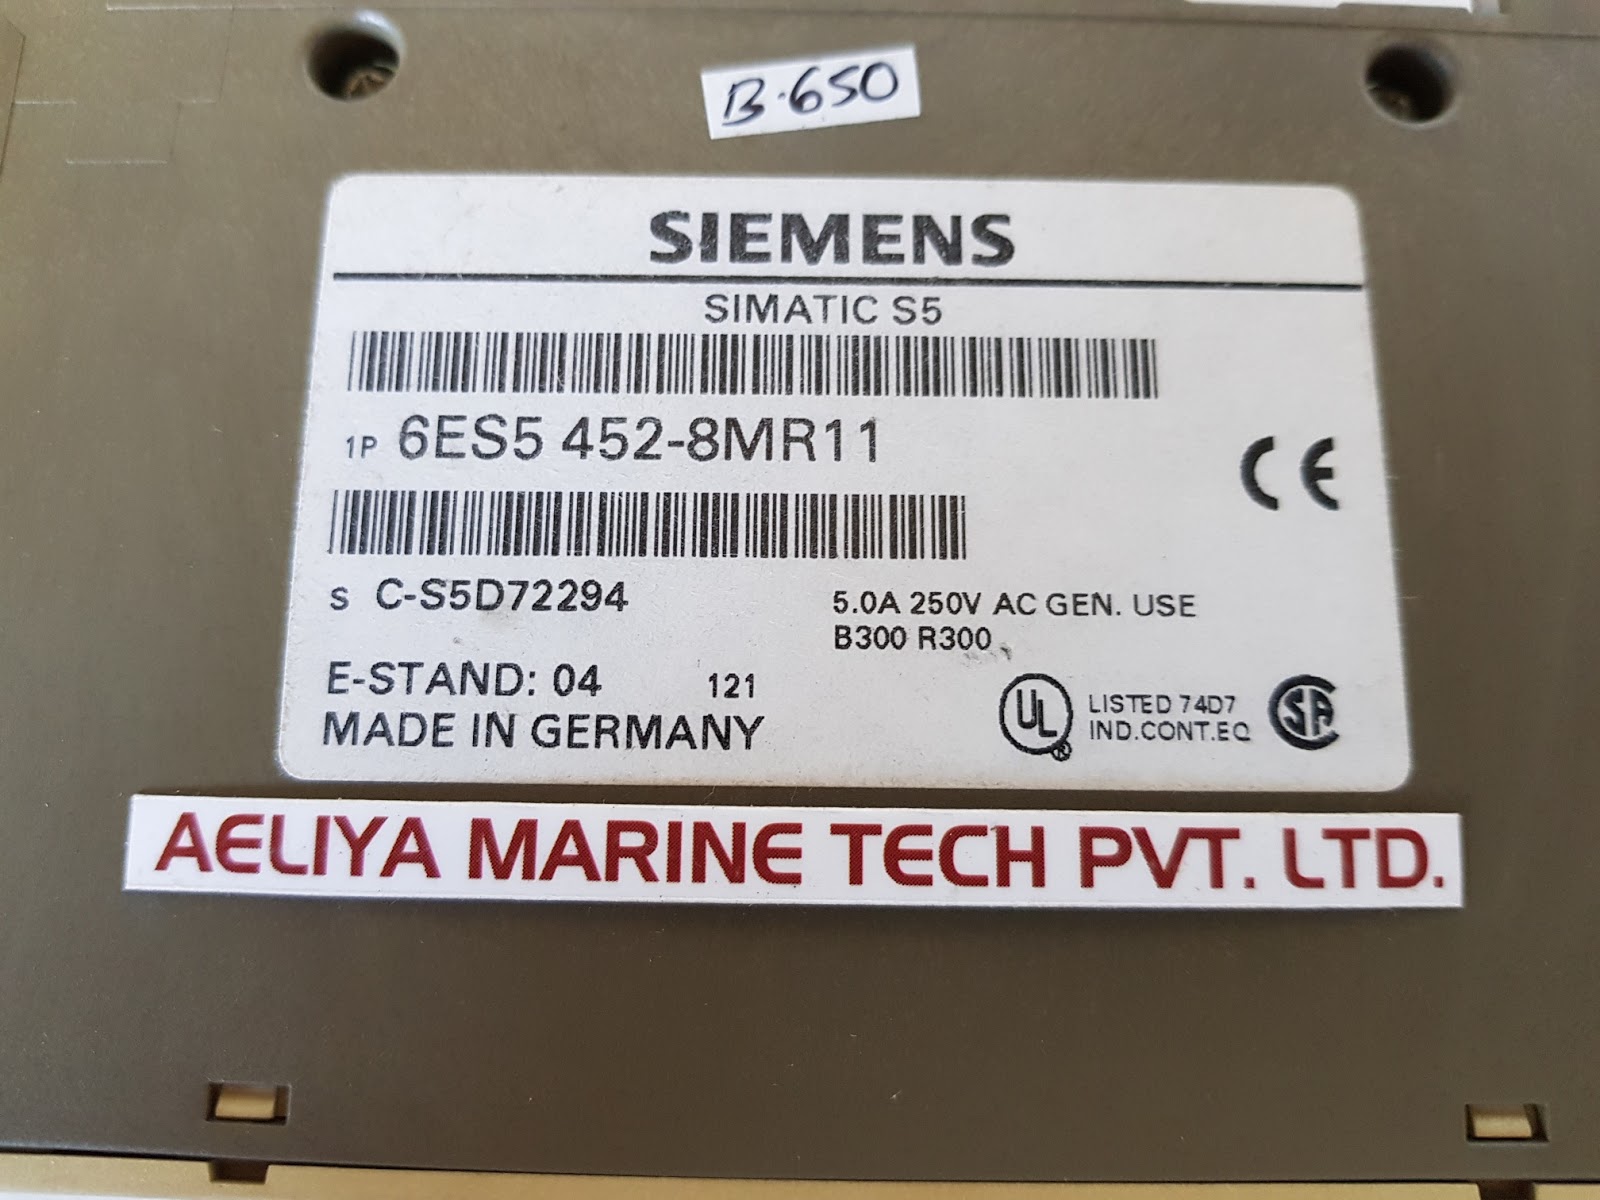 B.650
SIEMENS
SIMATIC S5
1P 6ES5 452-8MR11
CE
S C-S5D72294
5.0A 250V AC GEN. USE
B300 R300
E-STAND: 04 121
MADE IN GERMANY
UL ® LISTED 74D7
IND.CONT.EQ
SA
AELIYA MARINE TECH PVT. LTD.